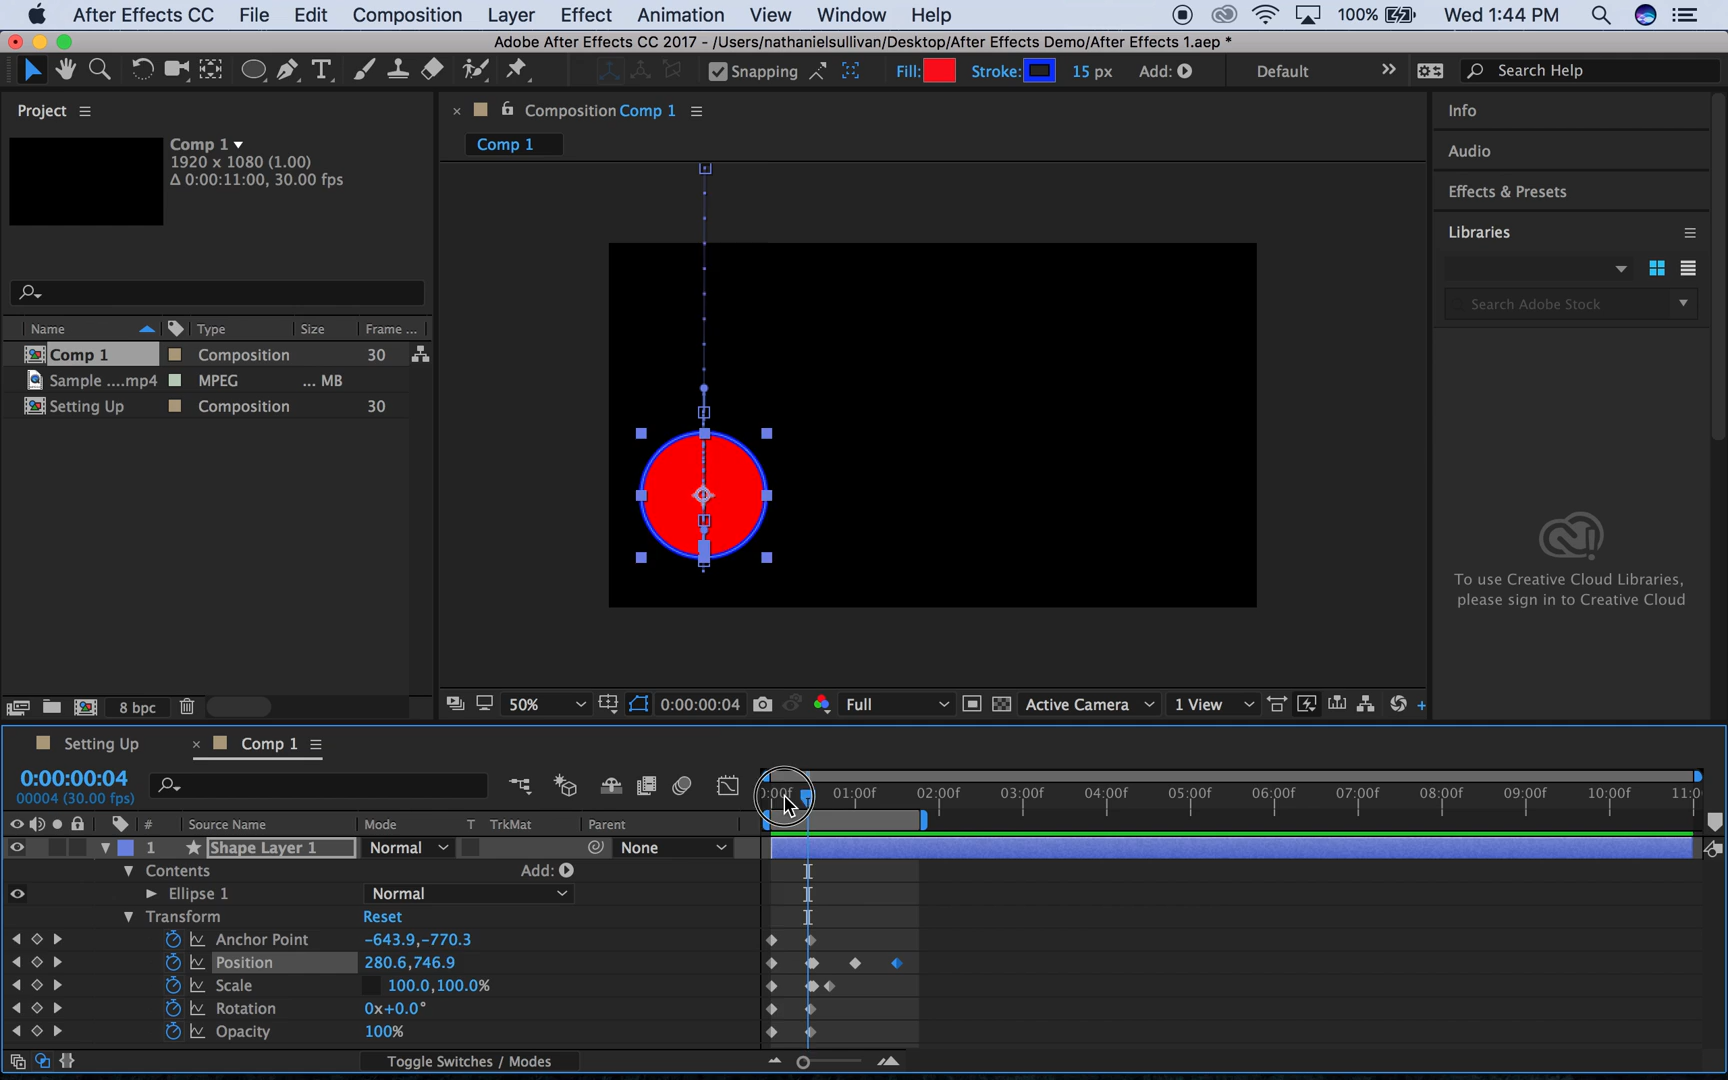 After Effects CC File Edit Composition Layer Effect Animation View Window Help 100% Wed 1:44 PM
Adobe After Effects CC 2017 - /Users/nathanielsullivan/Desktop/After Effects Demo/After Effects 1.aep *
T Snapping Fill: Stroke: 15 px Add: Default Search Help
Project
Comp 1
1920 x 1080 (1.00)
Δ 0:00:11:00, 30.00 fps
Name Type Size Frame ...
Comp 1 Composition 30
Sample ....mp4 MPEG ... MB
Setting Up Composition 30
8 bpc
Composition Comp 1
Comp 1
50% 0:00:00:04 Full Active Camera 1 View
Info
Audio
Effects & Presets
Libraries
Search Adobe Stock
To use Creative Cloud Libraries,
please sign in to Creative Cloud
Setting Up Comp 1
0:00:00:04
00004 (30.00 fps)
# Source Name Mode T TrkMat Parent
:00f 01:00f 02:00f 03:00f 04:00f 05:00f 06:00f 07:00f 08:00f 09:00f 10:00f 11:0
1 Shape Layer 1 Normal None
Contents Add:
Ellipse 1 Normal
Transform Reset
Anchor Point -643.9,-770.3
Position 280.6,746.9
Scale 100.0,100.0%
Rotation 0x+0.0°
Opacity 100%
Toggle Switches / Modes